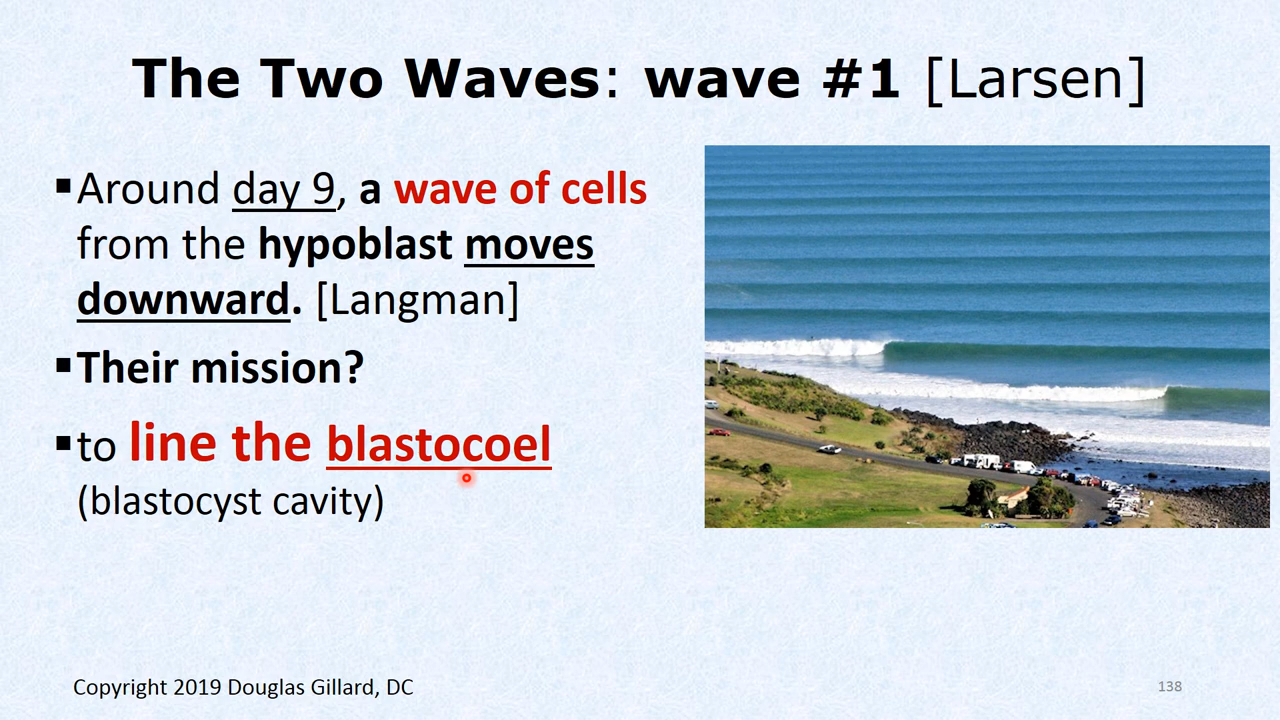 The Two Waves: wave #1 [Larsen]
▪Around day 9, a wave of cells
from the hypoblast moves
downward. [Langman]
▪Their mission?
▪to line the blastocoel
(blastocyst cavity)
Copyright 2019 Douglas Gillard, DC
138